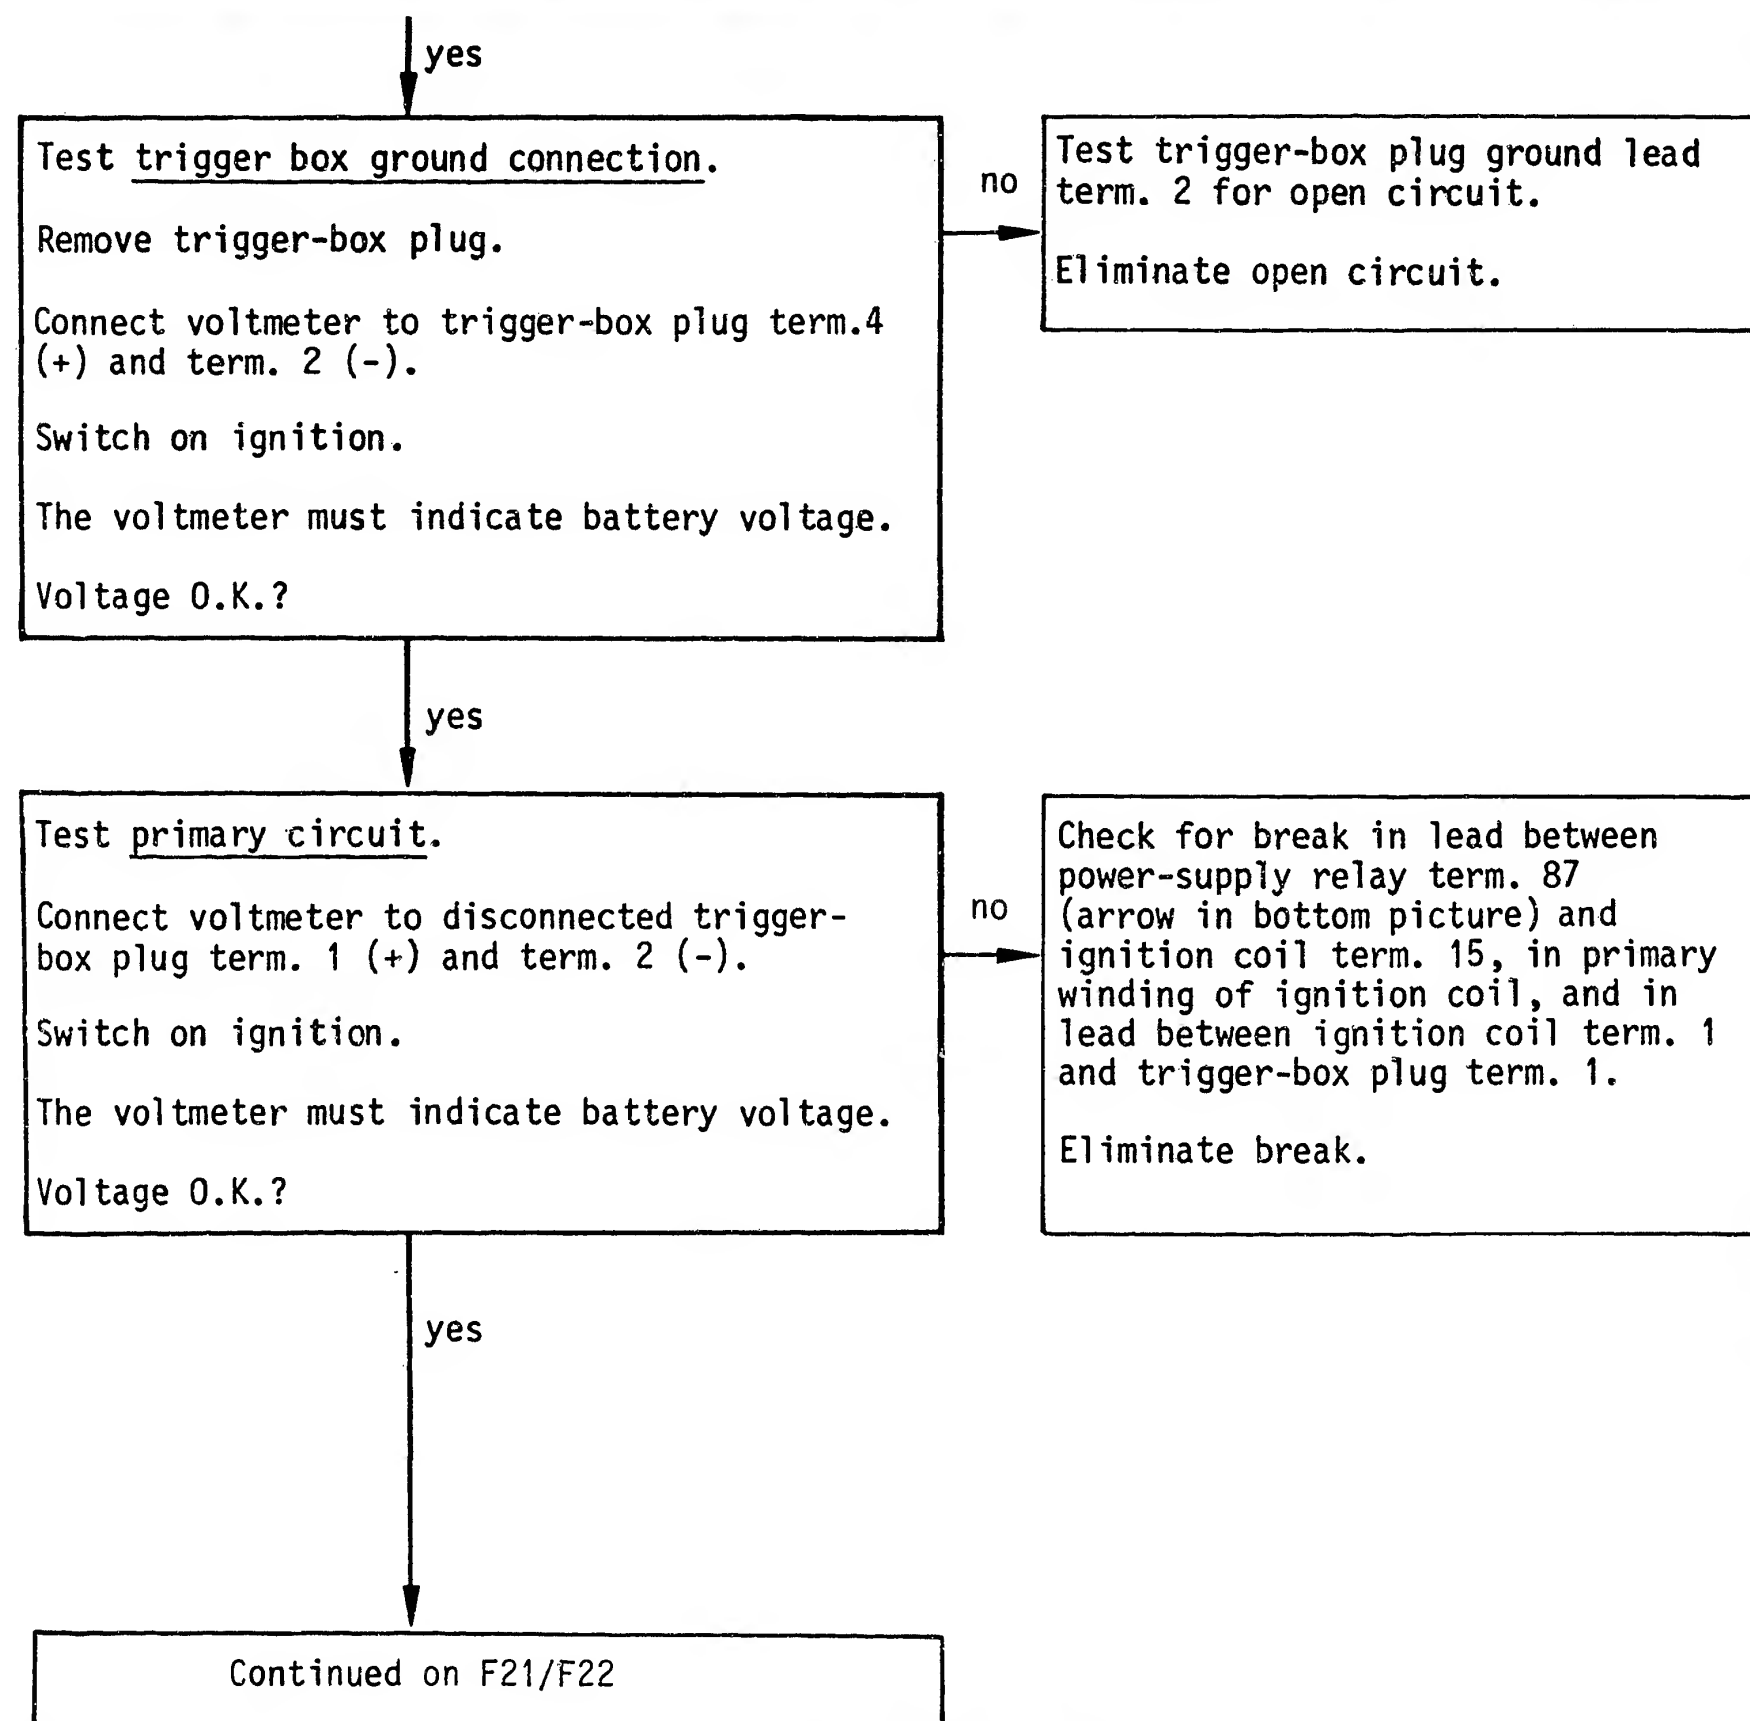 yes
Test trigger box ground connection.
Remove trigger-box plug.
Connect voltmeter to trigger-box plug term.4
(+) and term. 2 (-).
Switch on ignition.
The voltmeter must indicate battery voltage.
Voltage O.K.?
no
Test trigger-box plug ground lead
term. 2 for open circuit.
Eliminate open circuit.
yes
Test primary circuit.
Connect voltmeter to disconnected trigger-
box plug term. 1 (+) and term. 2 (-).
Switch on ignition.
The voltmeter must indicate battery voltage.
Voltage O.K.?
no
Check for break in lead between
power-supply relay term. 87
(arrow in bottom picture) and
ignition coil term. 15, in primary
winding of ignition coil, and in
lead between ignition coil term. 1
and trigger-box plug term. 1.
Eliminate break.
yes
Continued on F21/F22